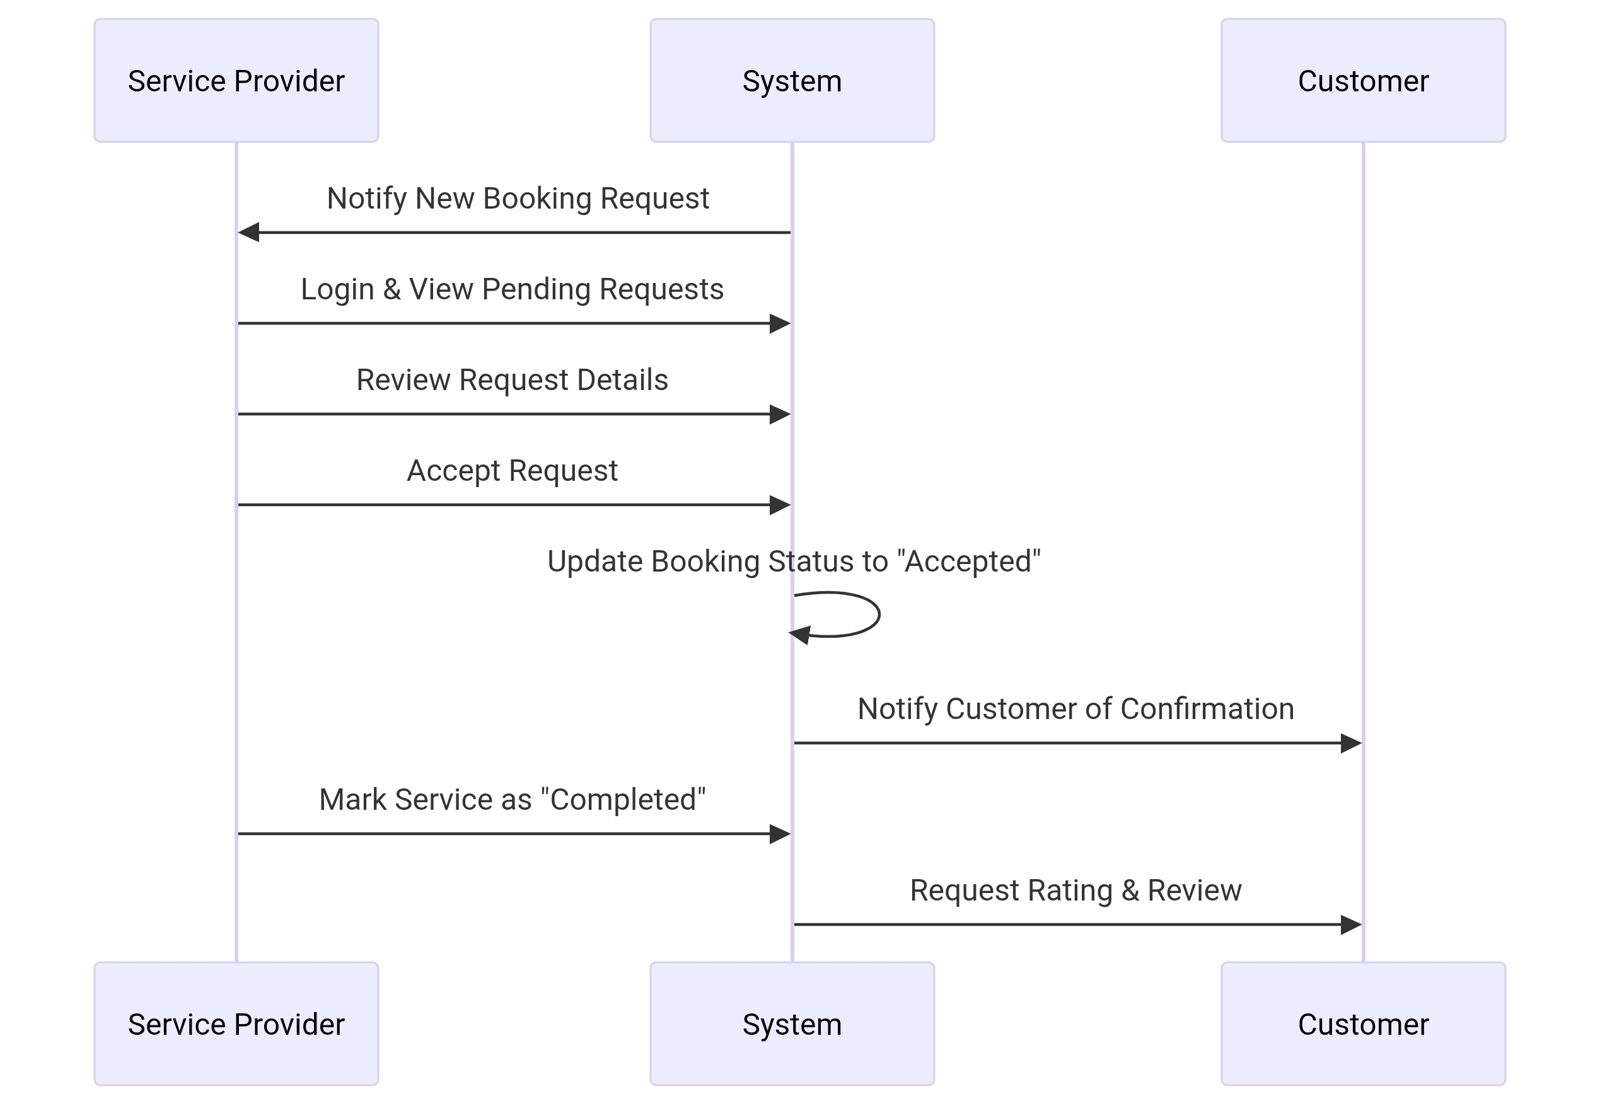 Service Provider
System
Customer
Notify New Booking Request
Login & View Pending Requests
Review Request Details
Accept Request
Update Booking Status to "Accepted"
Notify Customer of Confirmation
Mark Service as "Completed"
Request Rating & Review
Service Provider
System
Customer